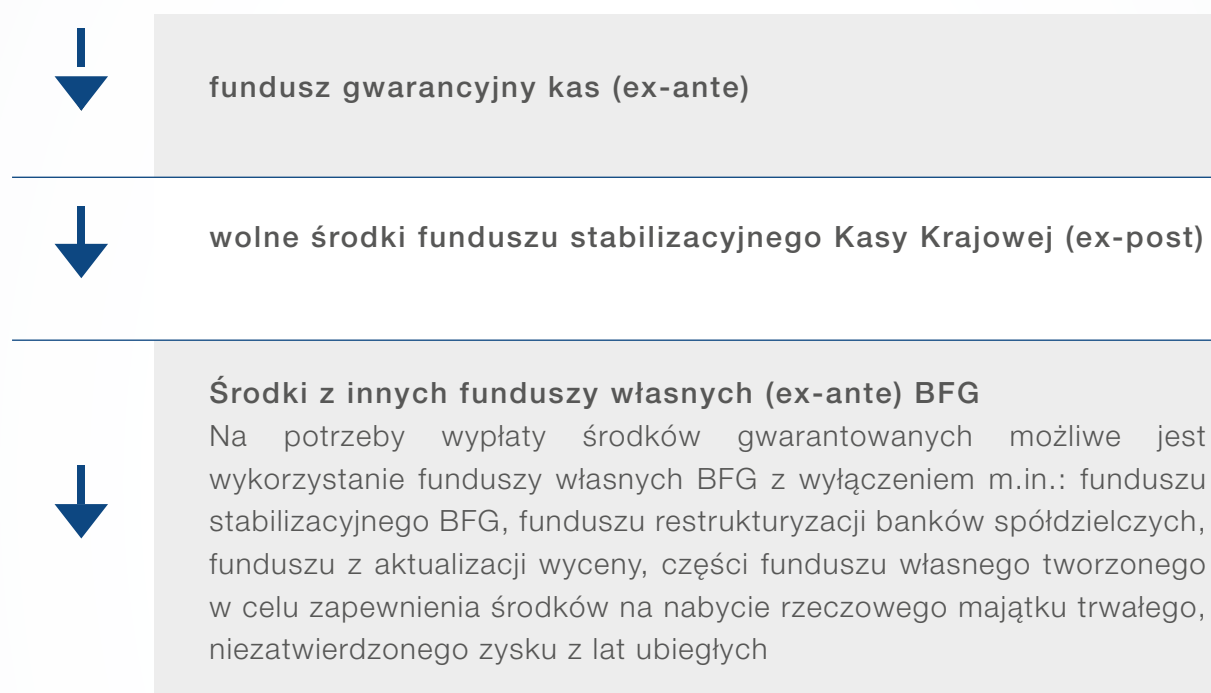 fundusz gwarancyjny kas (ex-ante)
wolne środki funduszu stabilizacyjnego Kasy Krajowej (ex-post)
Środki z innych funduszy własnych (ex-ante) BFG
Na potrzeby wypłaty środków gwarantowanych możliwe jest
wykorzystanie funduszy własnych BFG z wyłączeniem m.in.: funduszu
stabilizacyjnego BFG, funduszu restrukturyzacji banków spółdzielczych,
funduszu z aktualizacji wyceny, części funduszu własnego tworzonego
w celu zapewnienia środków na nabycie rzeczowego majątku trwałego,
niezatwierdzonego zysku z lat ubiegłych